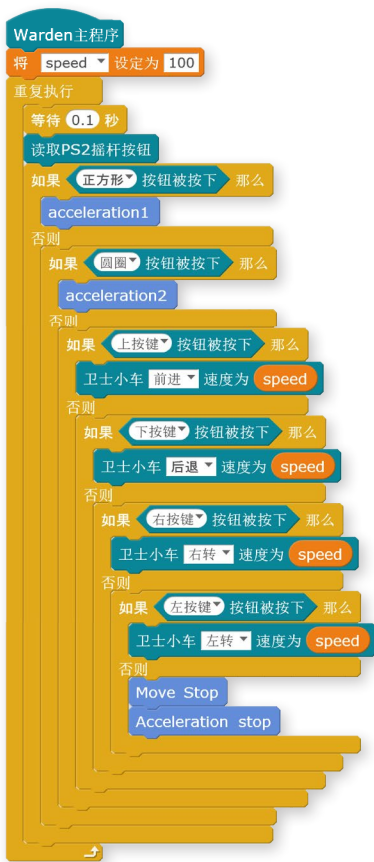 Warden主程序
将 speed 设定为 100
重复执行
等待 0.1 秒
读取PS2摇杆按钮
如果 正方形 按钮被按下 那么
acceleration1
否则
如果 圆圈 按钮被按下 那么
acceleration2
否则
如果 上按键 按钮被按下 那么
卫士小车 前进 速度为 speed
否则
如果 下按键 按钮被按下 那么
卫士小车 后退 速度为 speed
否则
如果 右按键 按钮被按下 那么
卫士小车 右转 速度为 speed
否则
如果 左按键 按钮被按下 那么
卫士小车 左转 速度为 speed
否则
Move Stop
Acceleration stop